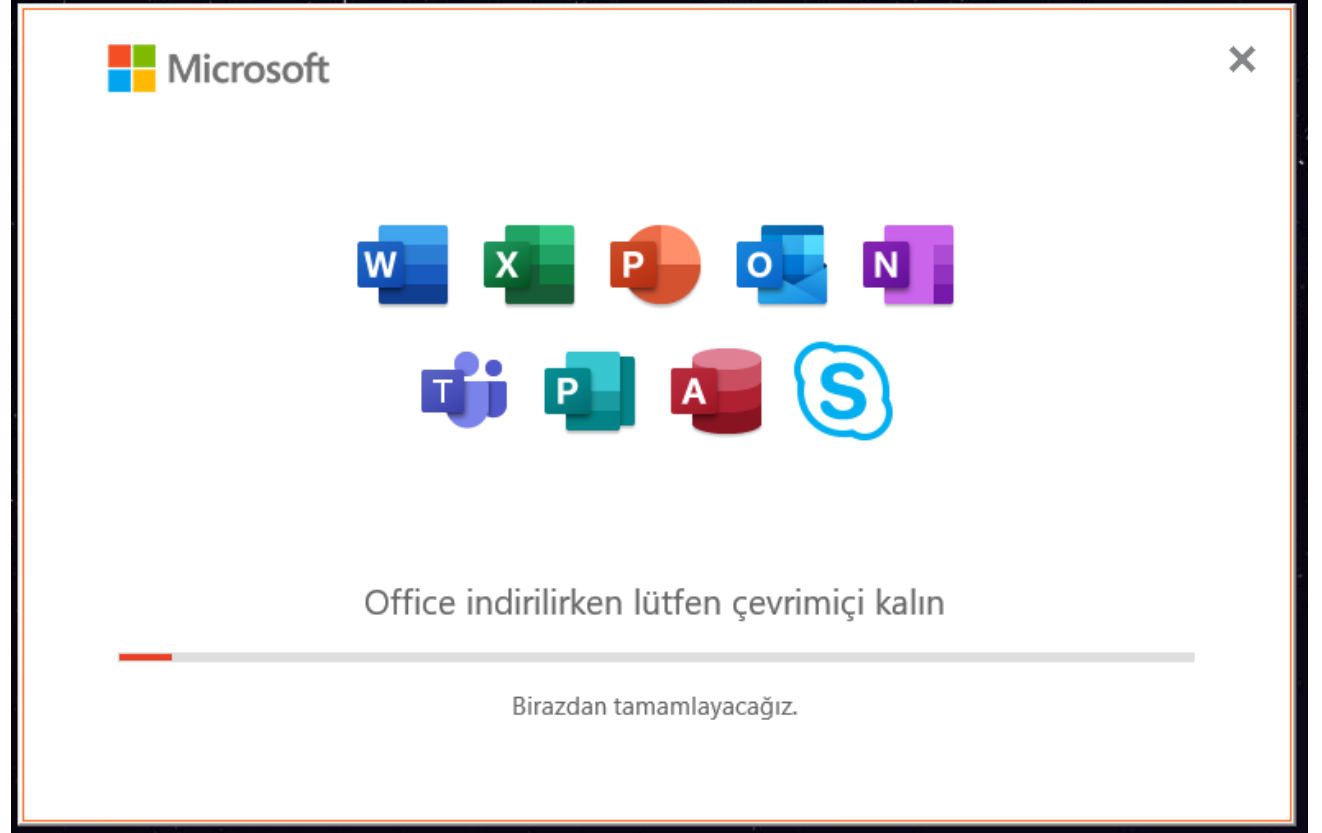 Microsoft
W X P O N
T P A S
Office indirilirken lütfen çevrimiçi kalın
Birazdan tamamlayacağız.